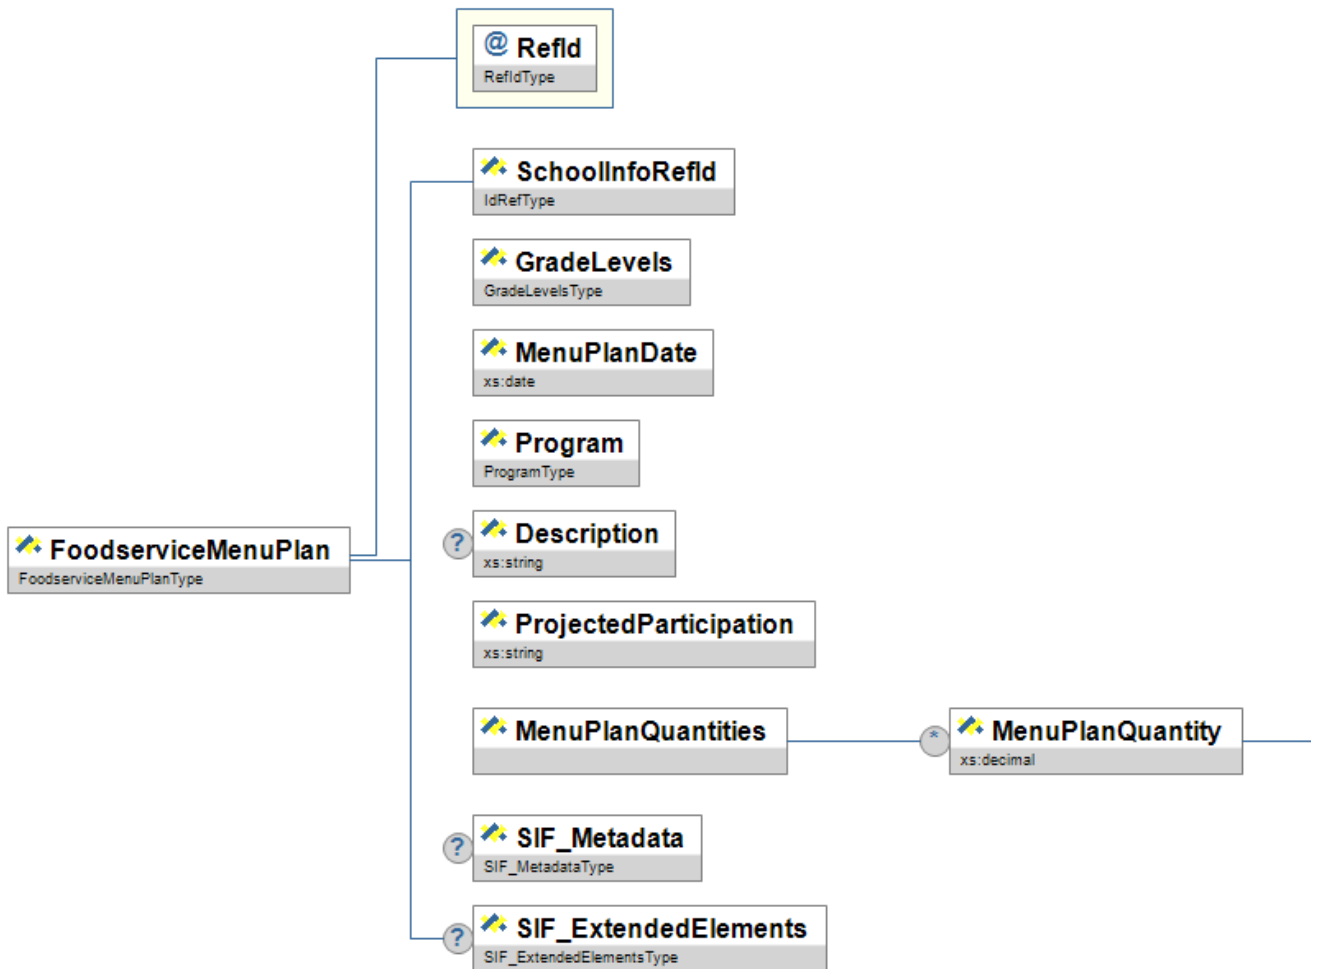 @ RefId
RefIdType
SchoolInfoRefId
IdRefType
GradeLevels
GradeLevelsType
MenuPlanDate
xs:date
Program
ProgramType
FoodserviceMenuPlan
FoodserviceMenuPlanType
? Description
xs:string
ProjectedParticipation
xs:string
MenuPlanQuantities
* MenuPlanQuantity
xs:decimal
? SIF_Metadata
SIF_MetadataType
? SIF_ExtendedElements
SIF_ExtendedElementsType